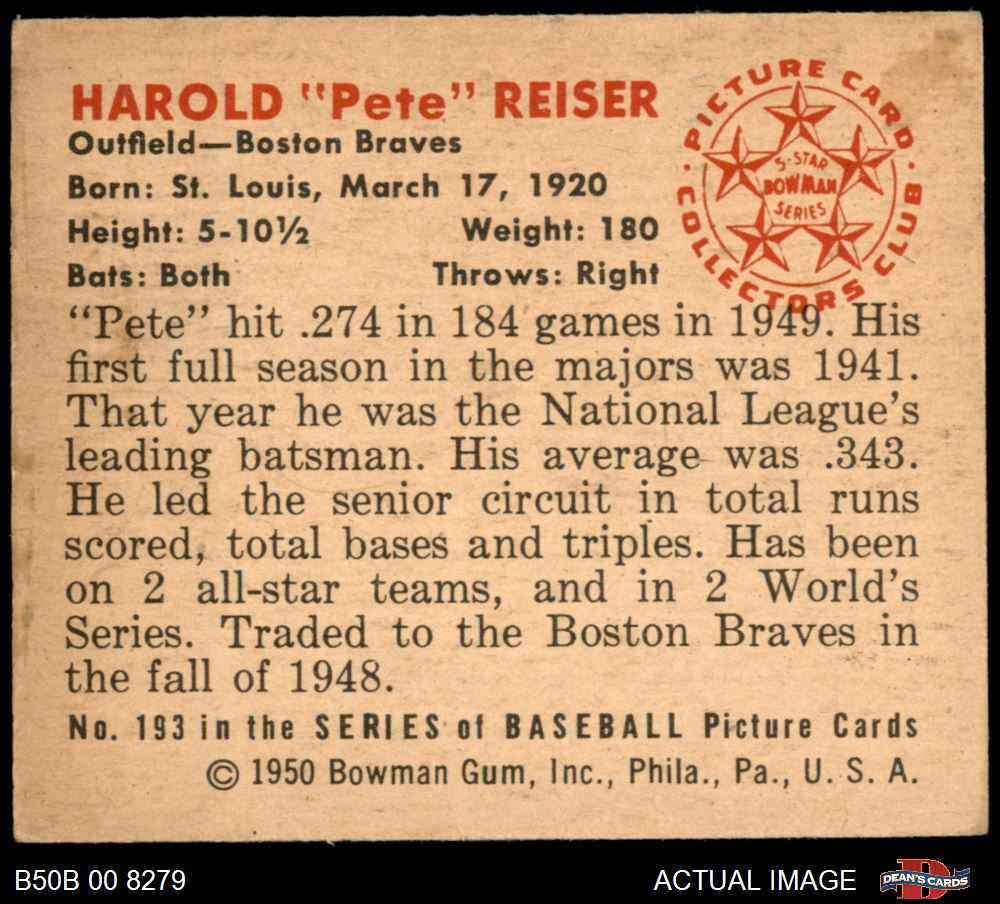 HAROLD "Pete" REISER
Outfield—Boston Braves
Born: St. Louis, March 17, 1920
Height: 5-10½ Weight: 180
Bats: Both Throws: Right
PICTURE CARD
COLLECTORS CLUB
5-STAR
BOWMAN
SERIES
"Pete" hit .274 in 184 games in 1949. His
first full season in the majors was 1941.
That year he was the National League's
leading batsman. His average was .343.
He led the senior circuit in total runs
scored, total bases and triples. Has been
on 2 all-star teams, and in 2 World's
Series. Traded to the Boston Braves in
the fall of 1948.
No. 193 in the SERIES of BASEBALL Picture Cards
© 1950 Bowman Gum, Inc., Phila., Pa., U. S. A.
B50B 00 8279
ACTUAL IMAGE
D
DEAN'S CARDS